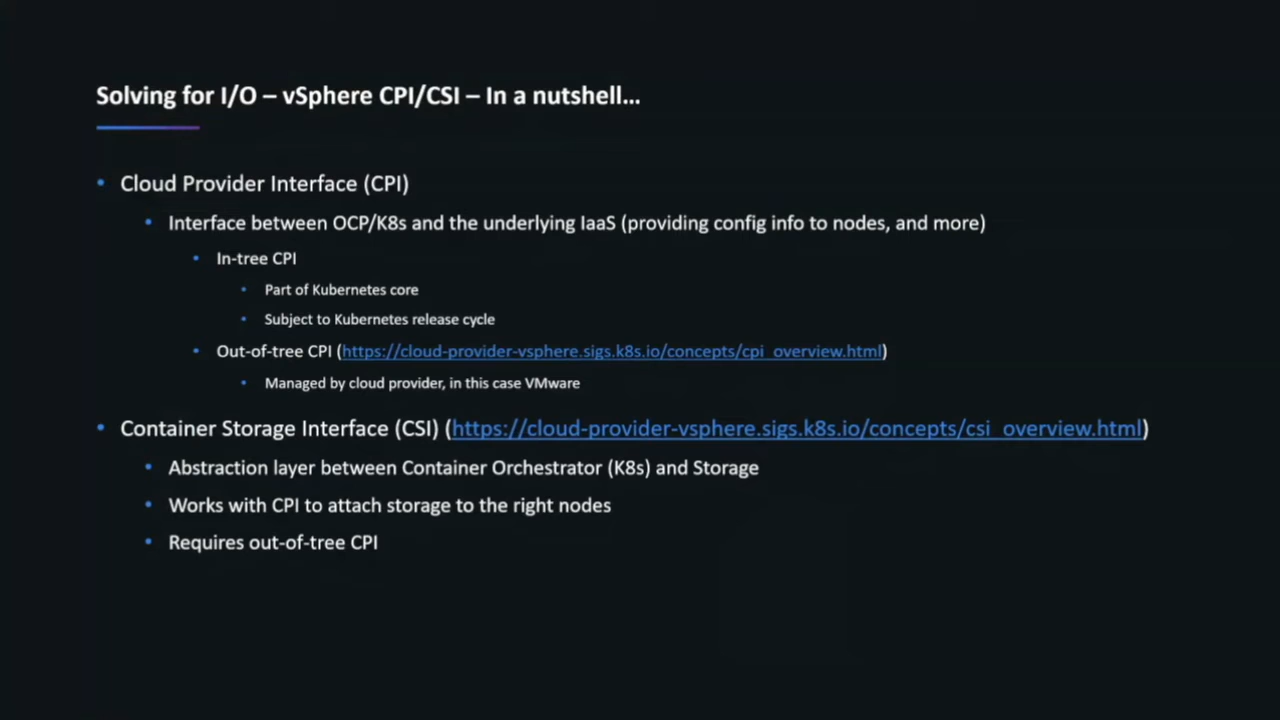 Solving for I/O – vSphere CPI/CSI – In a nutshell...
• Cloud Provider Interface (CPI)
• Interface between OCP/K8s and the underlying IaaS (providing config info to nodes, and more)
• In-tree CPI
• Part of Kubernetes core
• Subject to Kubernetes release cycle
• Out-of-tree CPI (https://cloud-provider-vsphere.sigs.k8s.io/concepts/cpi_overview.html)
• Managed by cloud provider, in this case VMware
• Container Storage Interface (CSI) (https://cloud-provider-vsphere.sigs.k8s.io/concepts/csi_overview.html)
• Abstraction layer between Container Orchestrator (K8s) and Storage
• Works with CPI to attach storage to the right nodes
• Requires out-of-tree CPI